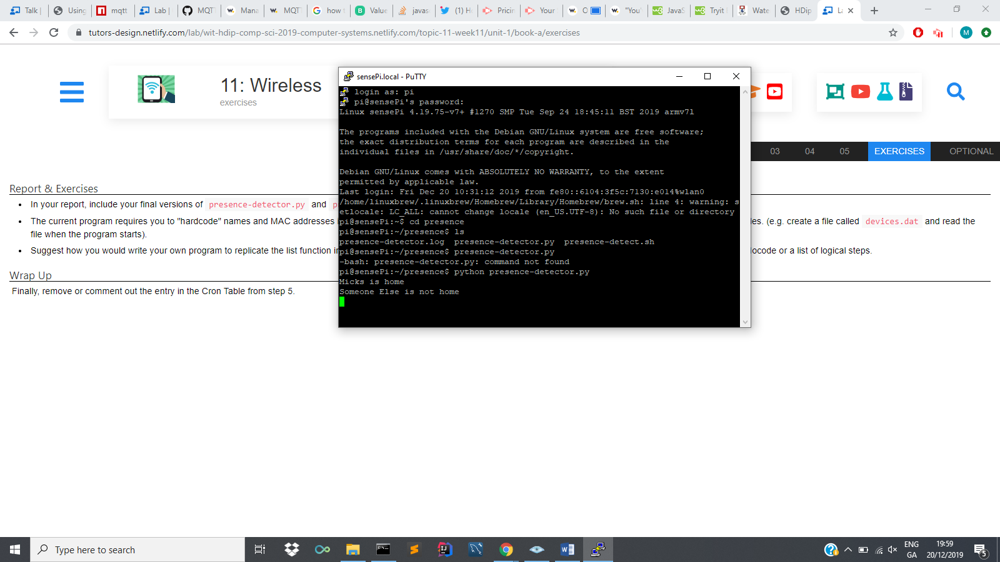 Talk |
Using
mqtt
Lab |
MQT
Mana
MQT
how t
Value
javas
(1) H
Pricin
Your
O
"You
JavaS
Tryit
Wate
HDip
La
tutors-design.netlify.com/lab/wit-hdip-comp-sci-2019-computer-systems.netlify.com/topic-11-week11/unit-1/book-a/exercises
M
11: Wireless
exercises
sensePi.local - PuTTY
login as: pi
pi@sensePi's password:
Linux sensePi 4.19.75-v7+ #1270 SMP Tue Sep 24 18:45:11 BST 2019 armv7l
The programs included with the Debian GNU/Linux system are free software;
the exact distribution terms for each program are described in the
individual files in /usr/share/doc/*/copyright.
Debian GNU/Linux comes with ABSOLUTELY NO WARRANTY, to the extent
permitted by applicable law.
Last login: Fri Dec 20 10:31:12 2019 from fe80::6104:3f5c:7130:e014%wlan0
/home/linuxbrew/.linuxbrew/Homebrew/Library/Homebrew/brew.sh: line 4: warning: s
etlocale: LC_ALL: cannot change locale (en_US.UTF-8): No such file or directory
pi@sensePi:~$ cd presence
pi@sensePi:~/presence$ ls
presence-detector.log  presence-detector.py  presence-detect.sh
pi@sensePi:~/presence$ presence-detector.py
-bash: presence-detector.py: command not found
pi@sensePi:~/presence$ python presence-detector.py
Micks is home
Someone Else is not home
03 04 05 EXERCISES OPTIONAL
Report & Exercises
In your report, include your final versions of presence-detector.py and p
The current program requires you to "hardcode" names and MAC addresses es. (e.g. create a file called devices.dat and read the
file when the program starts).
Suggest how you would write your own program to replicate the list function in docode or a list of logical steps.
Wrap Up
Finally, remove or comment out the entry in the Cron Table from step 5.
Type here to search
ENG
GA
19:59
20/12/2019
5